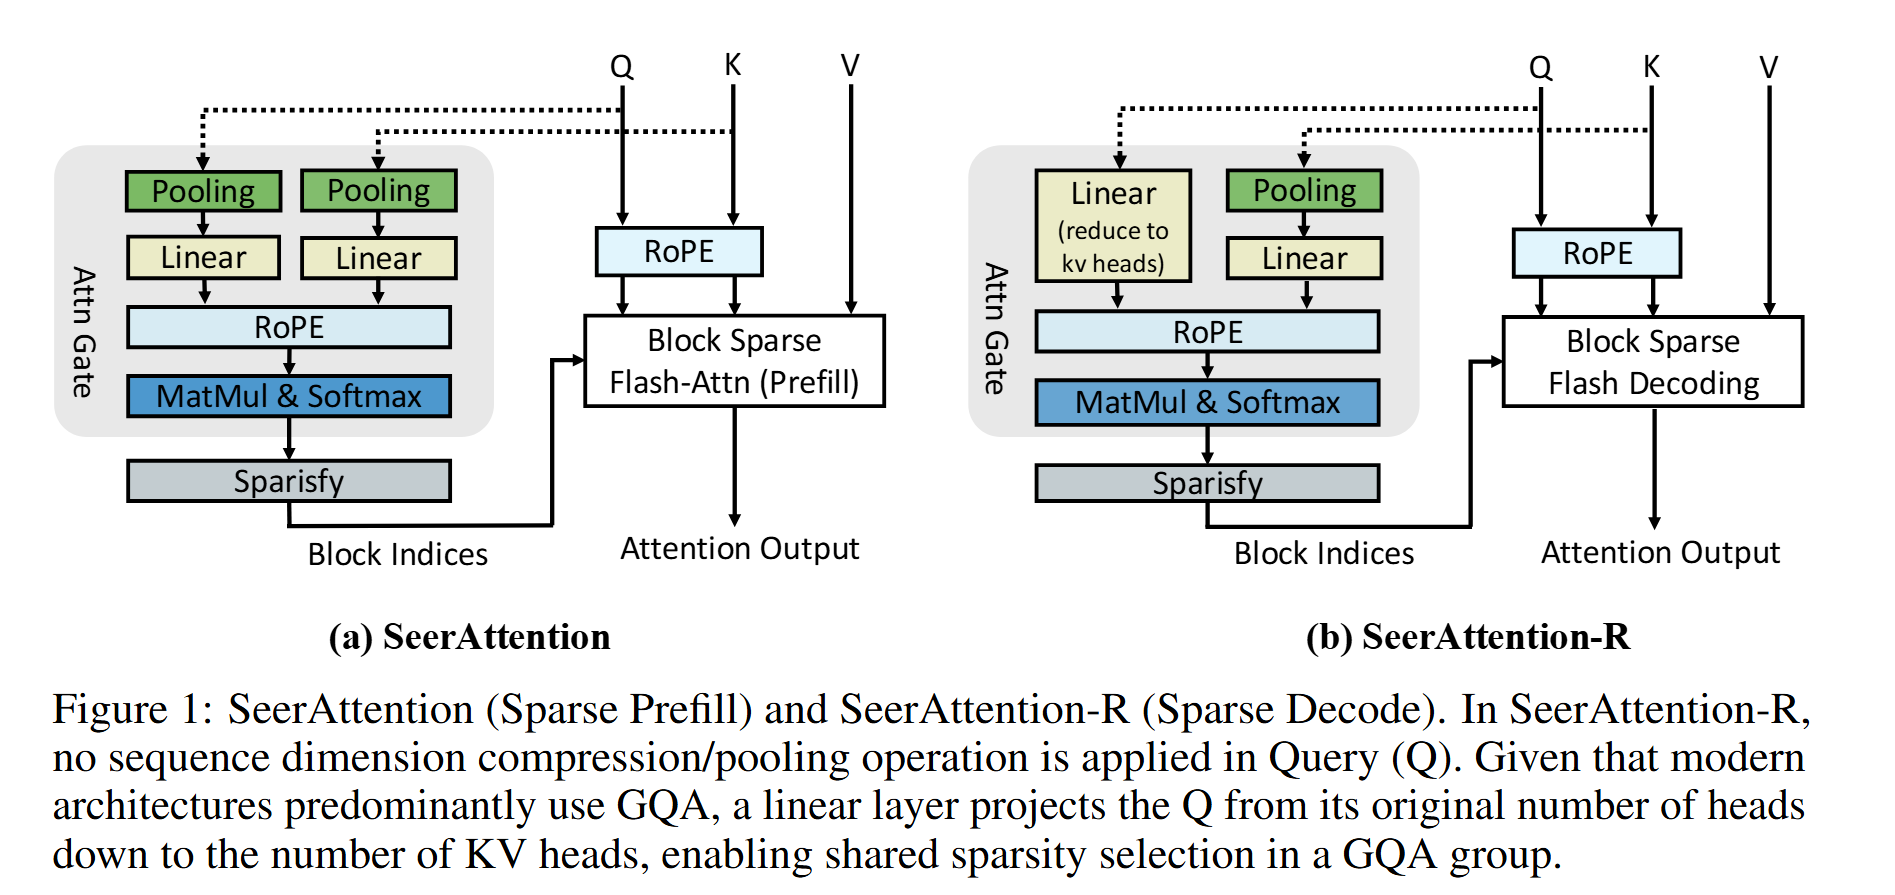 Q K V
Pooling Pooling
Linear Linear
RoPE
RoPE
MatMul & Softmax
Attn Gate
Sparisfy
Block Sparse
Flash-Attn (Prefill)
Block Indices
Attention Output
(a) SeerAttention
Q K V
Linear
(reduce to
kv heads)
Pooling
Linear
RoPE
RoPE
MatMul & Softmax
Attn Gate
Sparisfy
Block Sparse
Flash Decoding
Block Indices
Attention Output
(b) SeerAttention-R
Figure 1: SeerAttention (Sparse Prefill) and SeerAttention-R (Sparse Decode). In SeerAttention-R,
no sequence dimension compression/pooling operation is applied in Query (Q). Given that modern
architectures predominantly use GQA, a linear layer projects the Q from its original number of heads
down to the number of KV heads, enabling shared sparsity selection in a GQA group.